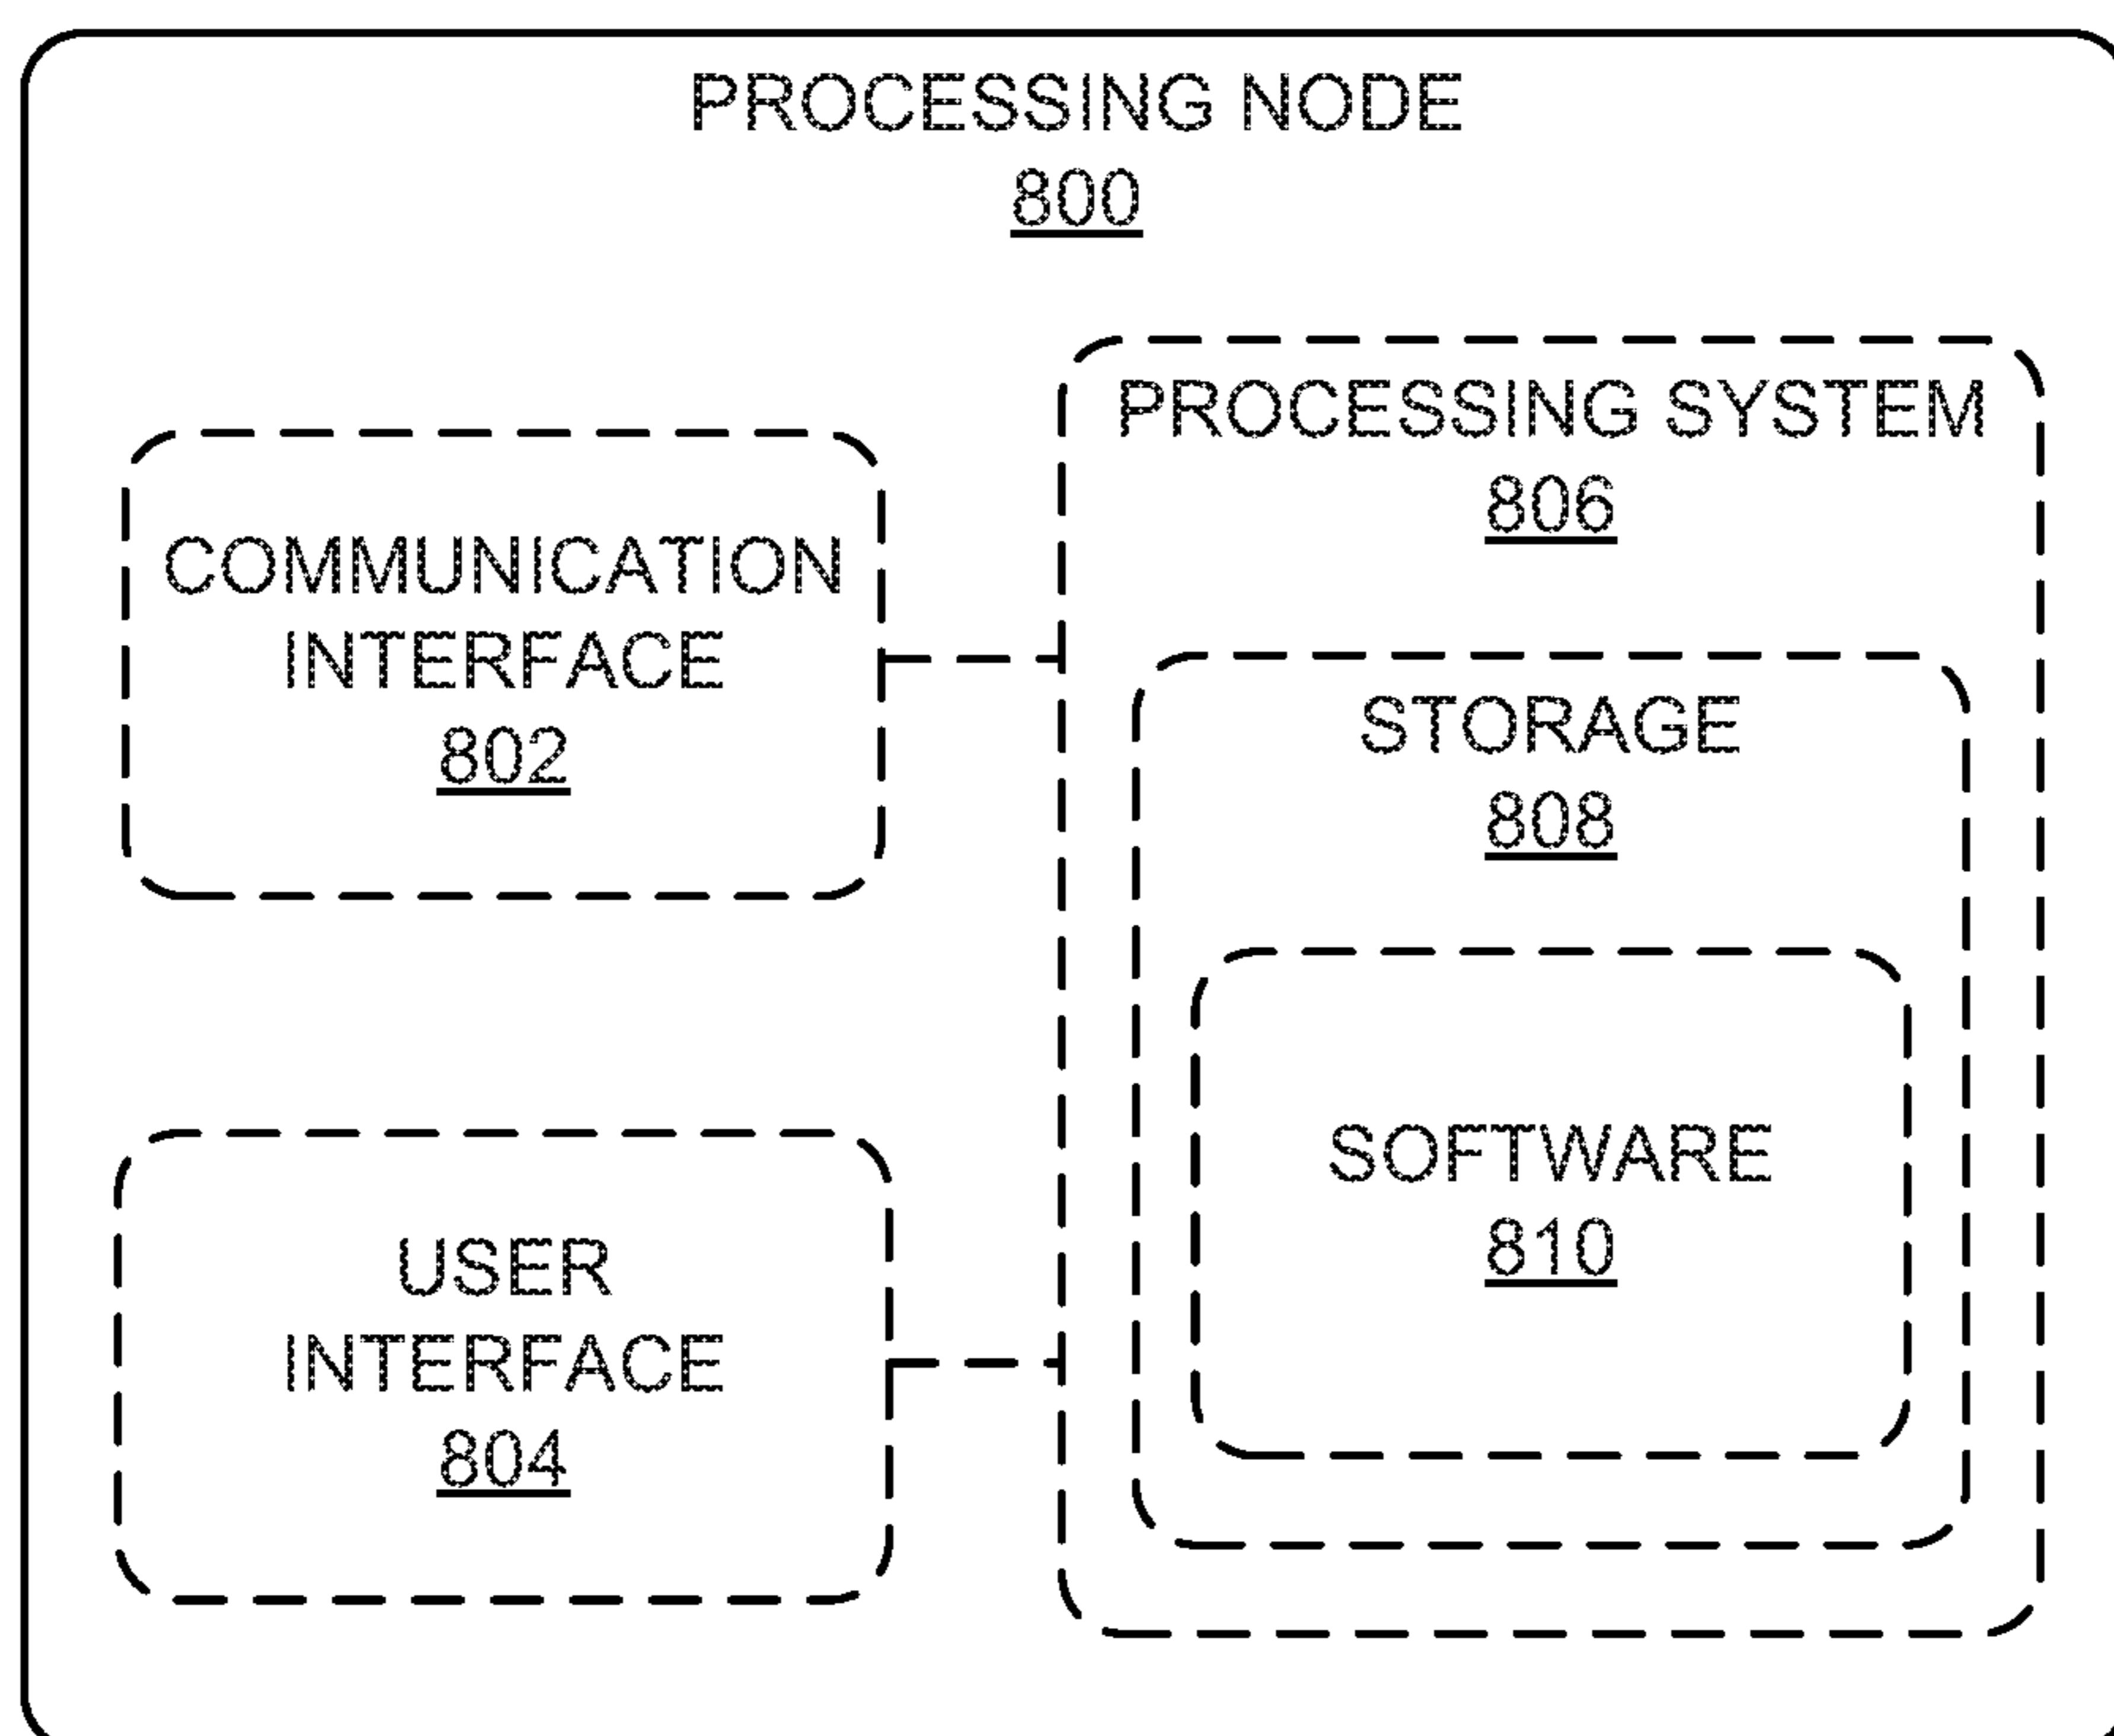 PROCESSING NODE
800
COMMUNICATION
INTERFACE
802
USER
INTERFACE
804
PROCESSING SYSTEM
806
STORAGE
808
SOFTWARE
810